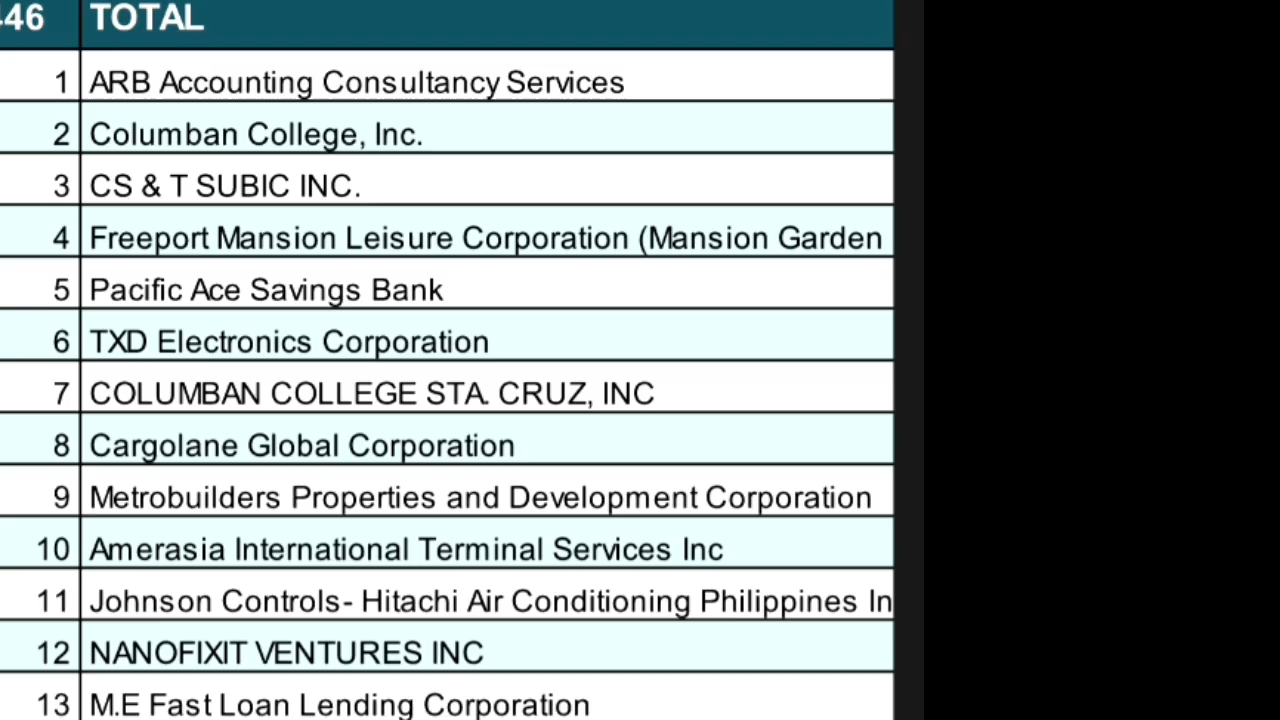 446 TOTAL
1 ARB Accounting Consultancy Services
2 Columban College, Inc.
3 CS & T SUBIC INC.
4 Freeport Mansion Leisure Corporation (Mansion Garden
5 Pacific Ace Savings Bank
6 TXD Electronics Corporation
7 COLUMBAN COLLEGE STA. CRUZ, INC
8 Cargolane Global Corporation
9 Metrobuilders Properties and Development Corporation
10 Amerasia International Terminal Services Inc
11 Johnson Controls- Hitachi Air Conditioning Philippines In
12 NANOFIXIT VENTURES INC
13 M.E Fast Loan Lending Corporation